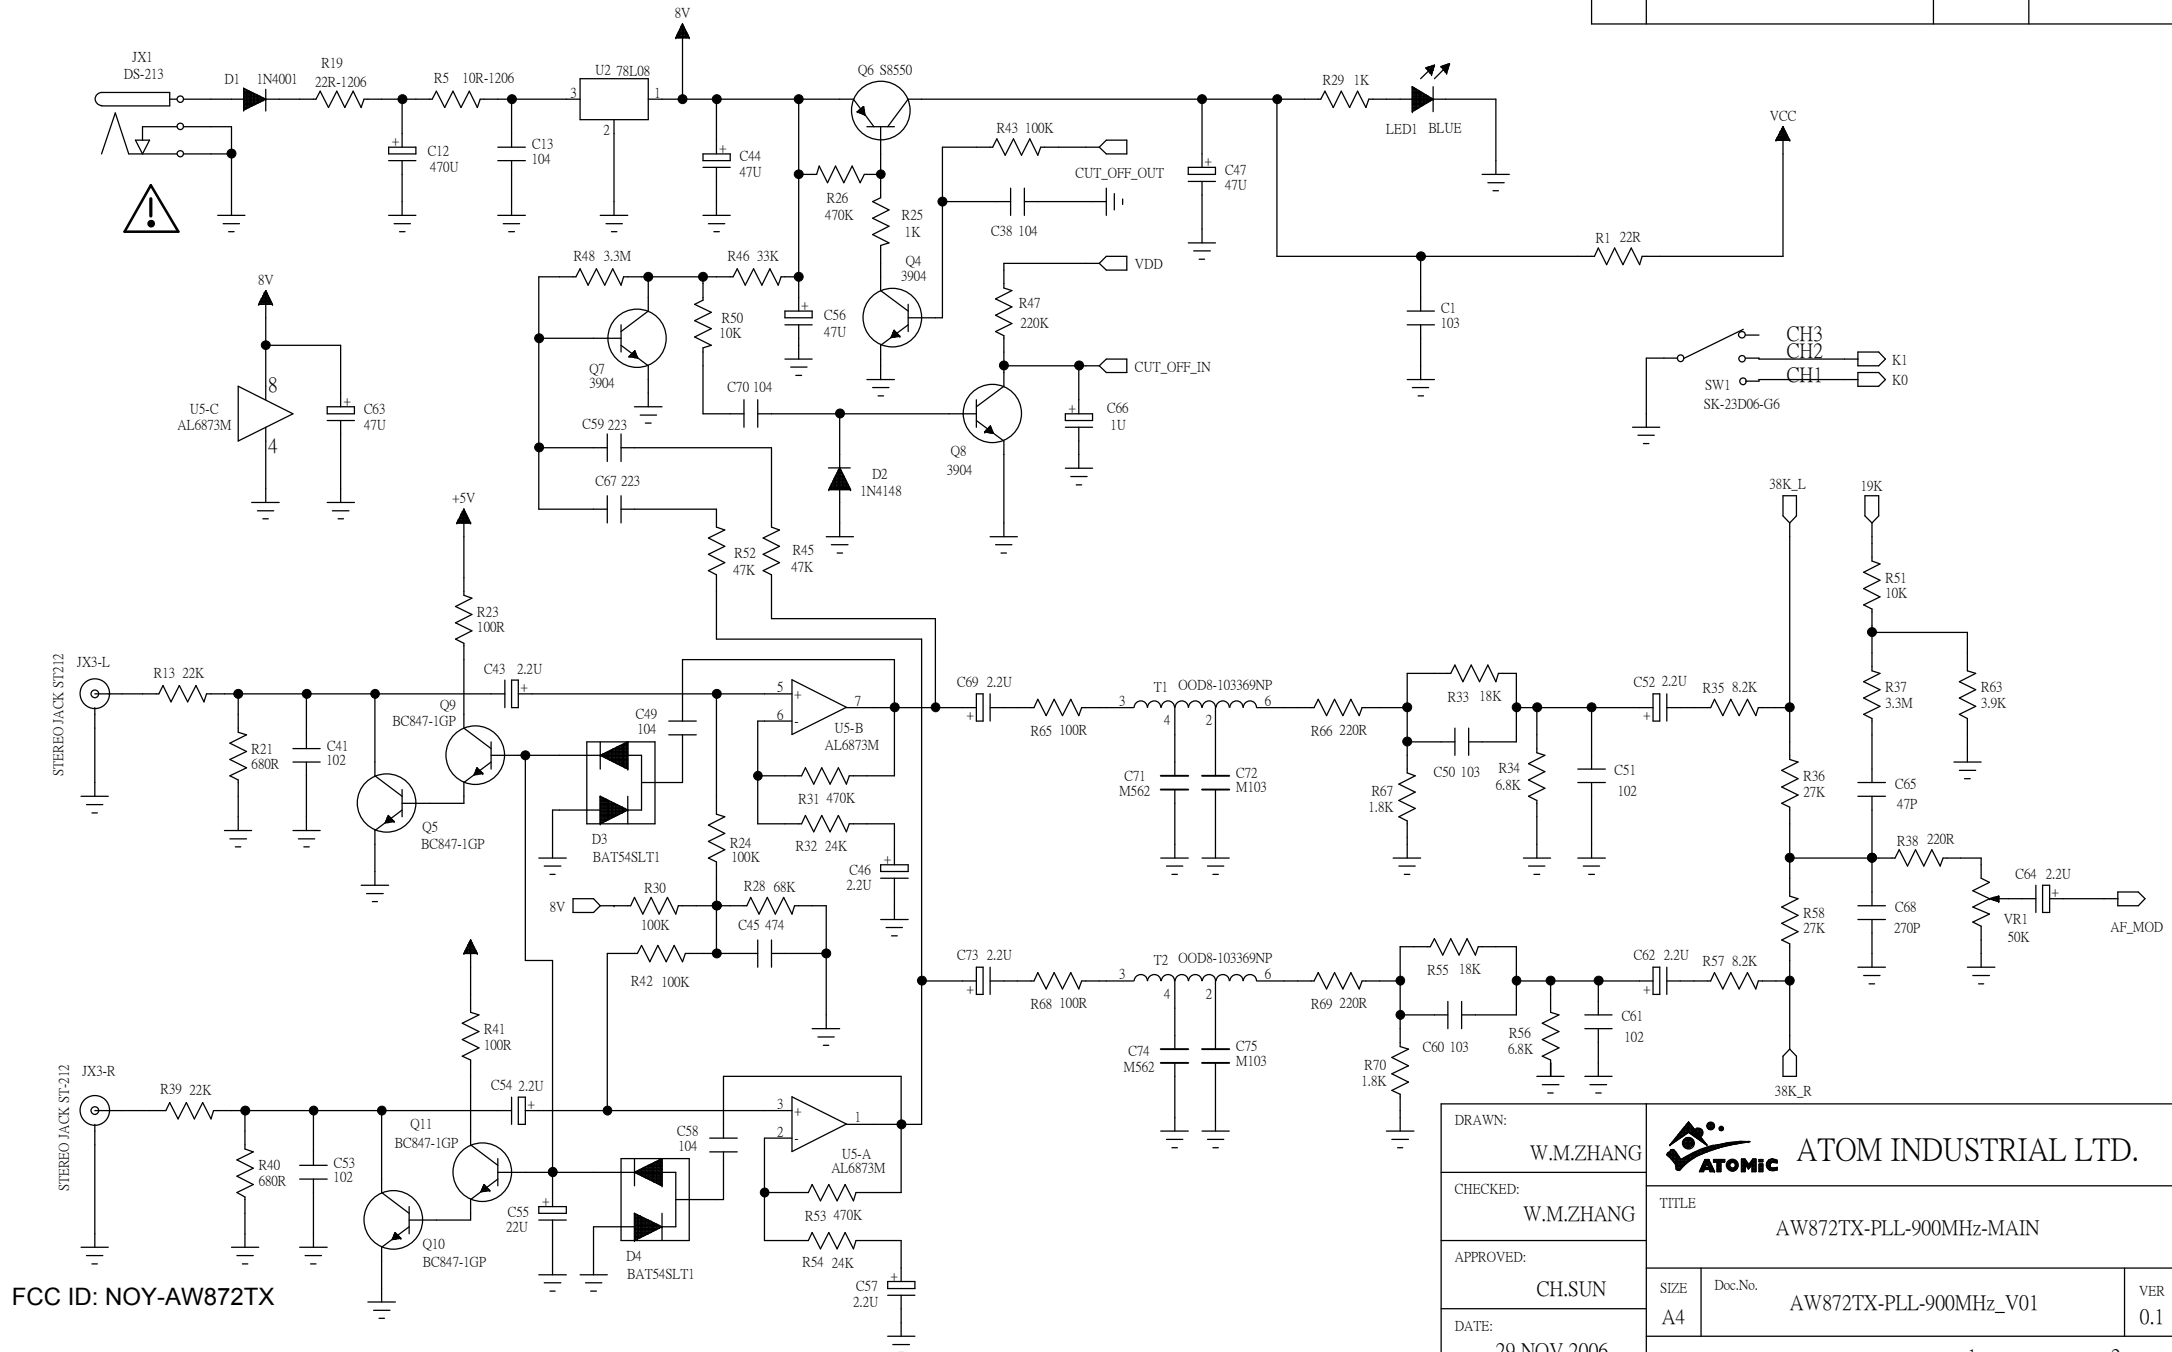 8V
JX1
DS-213
D1 1N4001
R19
22R-1206
R5 10R-1206
U2 78L08
3
1
2
Q6 S8550
R29 1K
LED1 BLUE
VCC
C12
470U
C13
104
C44
47U
R26
470K
R25
1K
R43 100K
CUT_OFF_OUT
C38 104
C47
47U
R1 22R
C1
103
R48 3.3M
R46 33K
Q4
3904
VDD
R47
220K
8V
R50
10K
C56
47U
Q7
3904
CUT_OFF_IN
CH3
CH2
CH1
K1
K0
SW1
SK-23D06-G6
U5-C
AL6873M
8
4
C63
47U
C70 104
C66
1U
Q8
3904
C59 223
D2
1N4148
C67 223
+5V
R52
47K
R45
47K
38K_L
19K
R51
10K
R23
100R
STEREO JACK ST212
JX3-L
R13 22K
C43 2.2U
Q9
BC847-1GP
5
+
6
-
7
U5-B
AL6873M
C49
104
C69 2.2U
R65 100R
T1 OOD8-103369NP
3
4
2
6
R66 220R
R33 18K
C52 2.2U
R35 8.2K
R37
3.3M
R63
3.9K
R21
680R
C41
102
C71
M562
C72
M103
C50 103
R67
1.8K
R34
6.8K
C51
102
R36
27K
C65
47P
R31 470K
R32 24K
Q5
BC847-1GP
D3
BAT54SLT1
R24
100K
C46
2.2U
R38 220R
C64 2.2U
8V
R30
100K
R28 68K
C45 474
R58
27K
C68
270P
VR1
50K
AF_MOD
R42 100K
C73 2.2U
R68 100R
T2 OOD8-103369NP
3
4
2
6
R69 220R
R55 18K
C62 2.2U
R57 8.2K
R41
100R
C74
M562
C75
M103
C60 103
R70
1.8K
R56
6.8K
C61
102
38K_R
STEREO JACK ST-212
JX3-R
R39 22K
C54 2.2U
Q11
BC847-1GP
C58
104
3
+
2
-
1
U5-A
AL6873M
R40
680R
C53
102
C55
22U
R53 470K
R54 24K
Q10
BC847-1GP
D4
BAT54SLT1
C57
2.2U
FCC ID: NOY-AW872TX
DRAWN:
W.M.ZHANG
ATOMiC
ATOM INDUSTRIAL LTD.
CHECKED:
W.M.ZHANG
TITLE
AW872TX-PLL-900MHz-MAIN
APPROVED:
CH.SUN
SIZE
A4
Doc.No.
AW872TX-PLL-900MHz_V01
VER
0.1
DATE:
29 NOV 2006